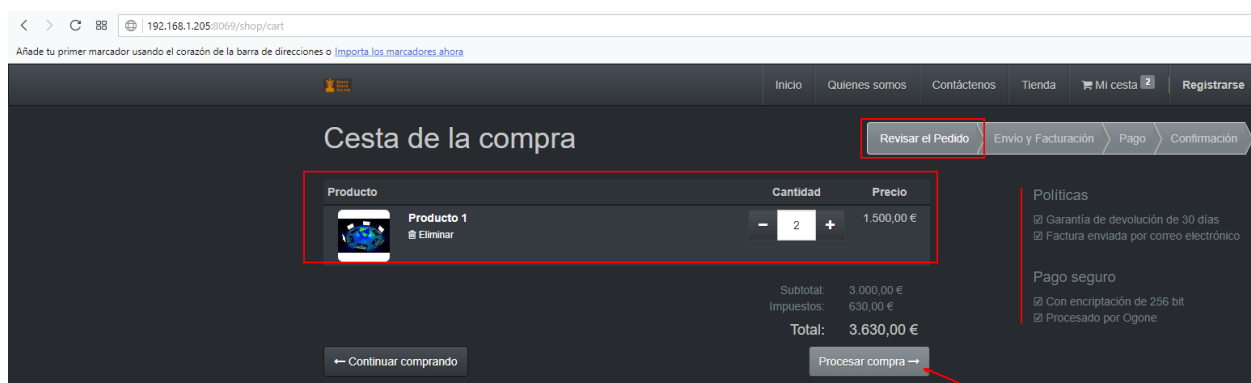 192.168.1.205:8069/shop/cart
Añade tu primer marcador usando el corazón de la barra de direcciones o Importa los marcadores ahora
Inicio Quienes somos Contáctenos Tienda Mi cesta 2 Registrarse
Cesta de la compra
Revisar el Pedido Envío y Facturación Pago Confirmación
Producto Cantidad Precio
Producto 1
Eliminar
- 2 +
1.500,00 €
Subtotal: 3.000,00 €
Impuestos: 630,00 €
Total: 3.630,00 €
← Continuar comprando Procesar compra →
Políticas
☑ Garantía de devolución de 30 días
☑ Factura enviada por correo electrónico
Pago seguro
☑ Con encriptación de 256 bit
☑ Procesado por Ogone